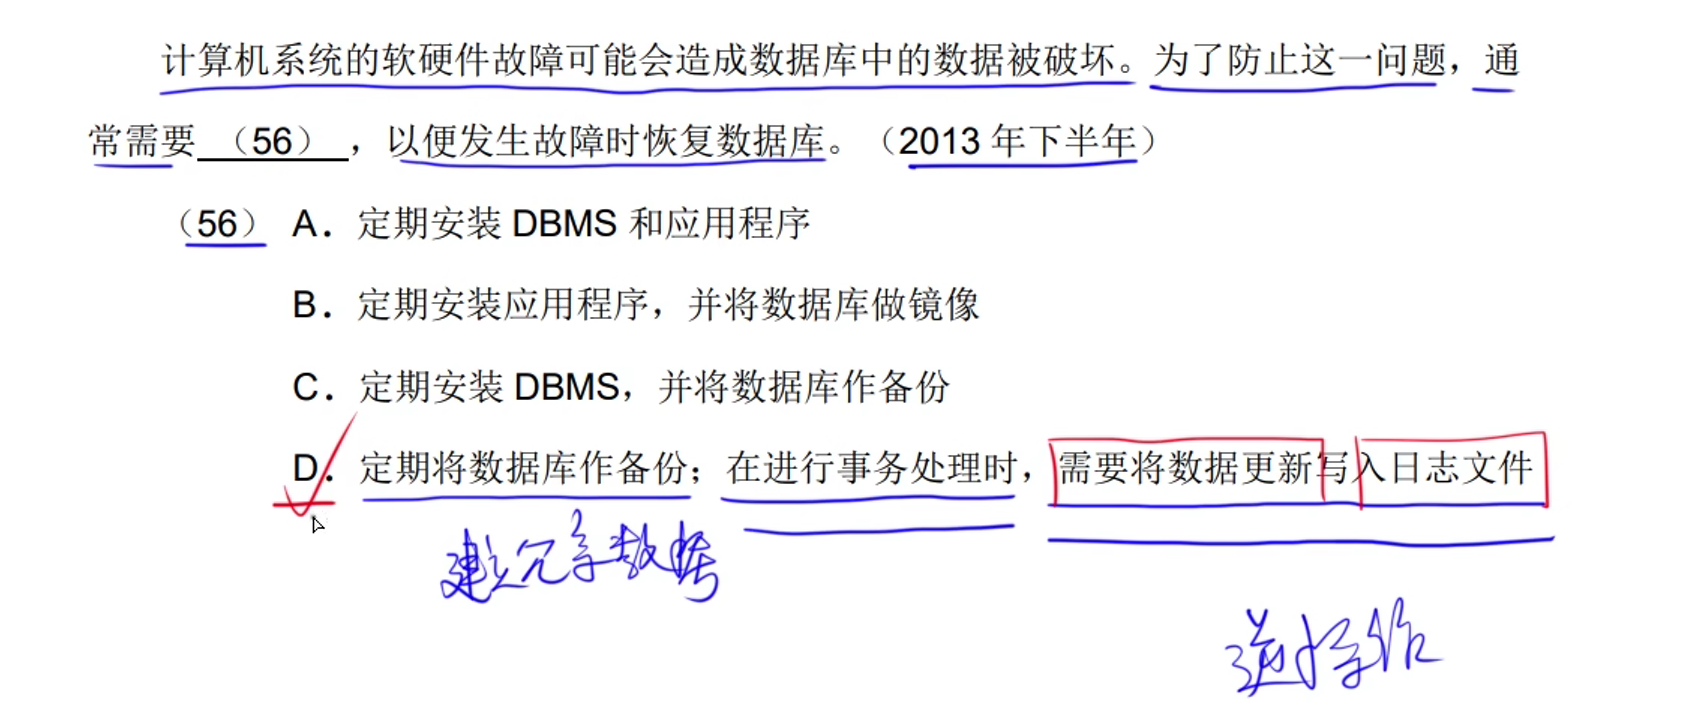 计算机系统的软硬件故障可能会造成数据库中的数据被破坏。为了防止这一问题，通
常需要（56），以便发生故障时恢复数据库。（2013 年下半年）
（56） A．定期安装 DBMS 和应用程序
B．定期安装应用程序，并将数据库做镜像
C．定期安装 DBMS，并将数据库作备份
D．定期将数据库作备份；在进行事务处理时，需要将数据更新写入日志文件
建立冗余数据
逆操作